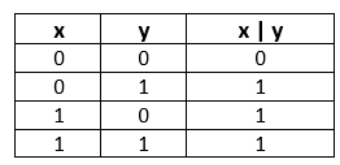 x y x | y
0 0 0
0 1 1
1 0 1
1 1 1